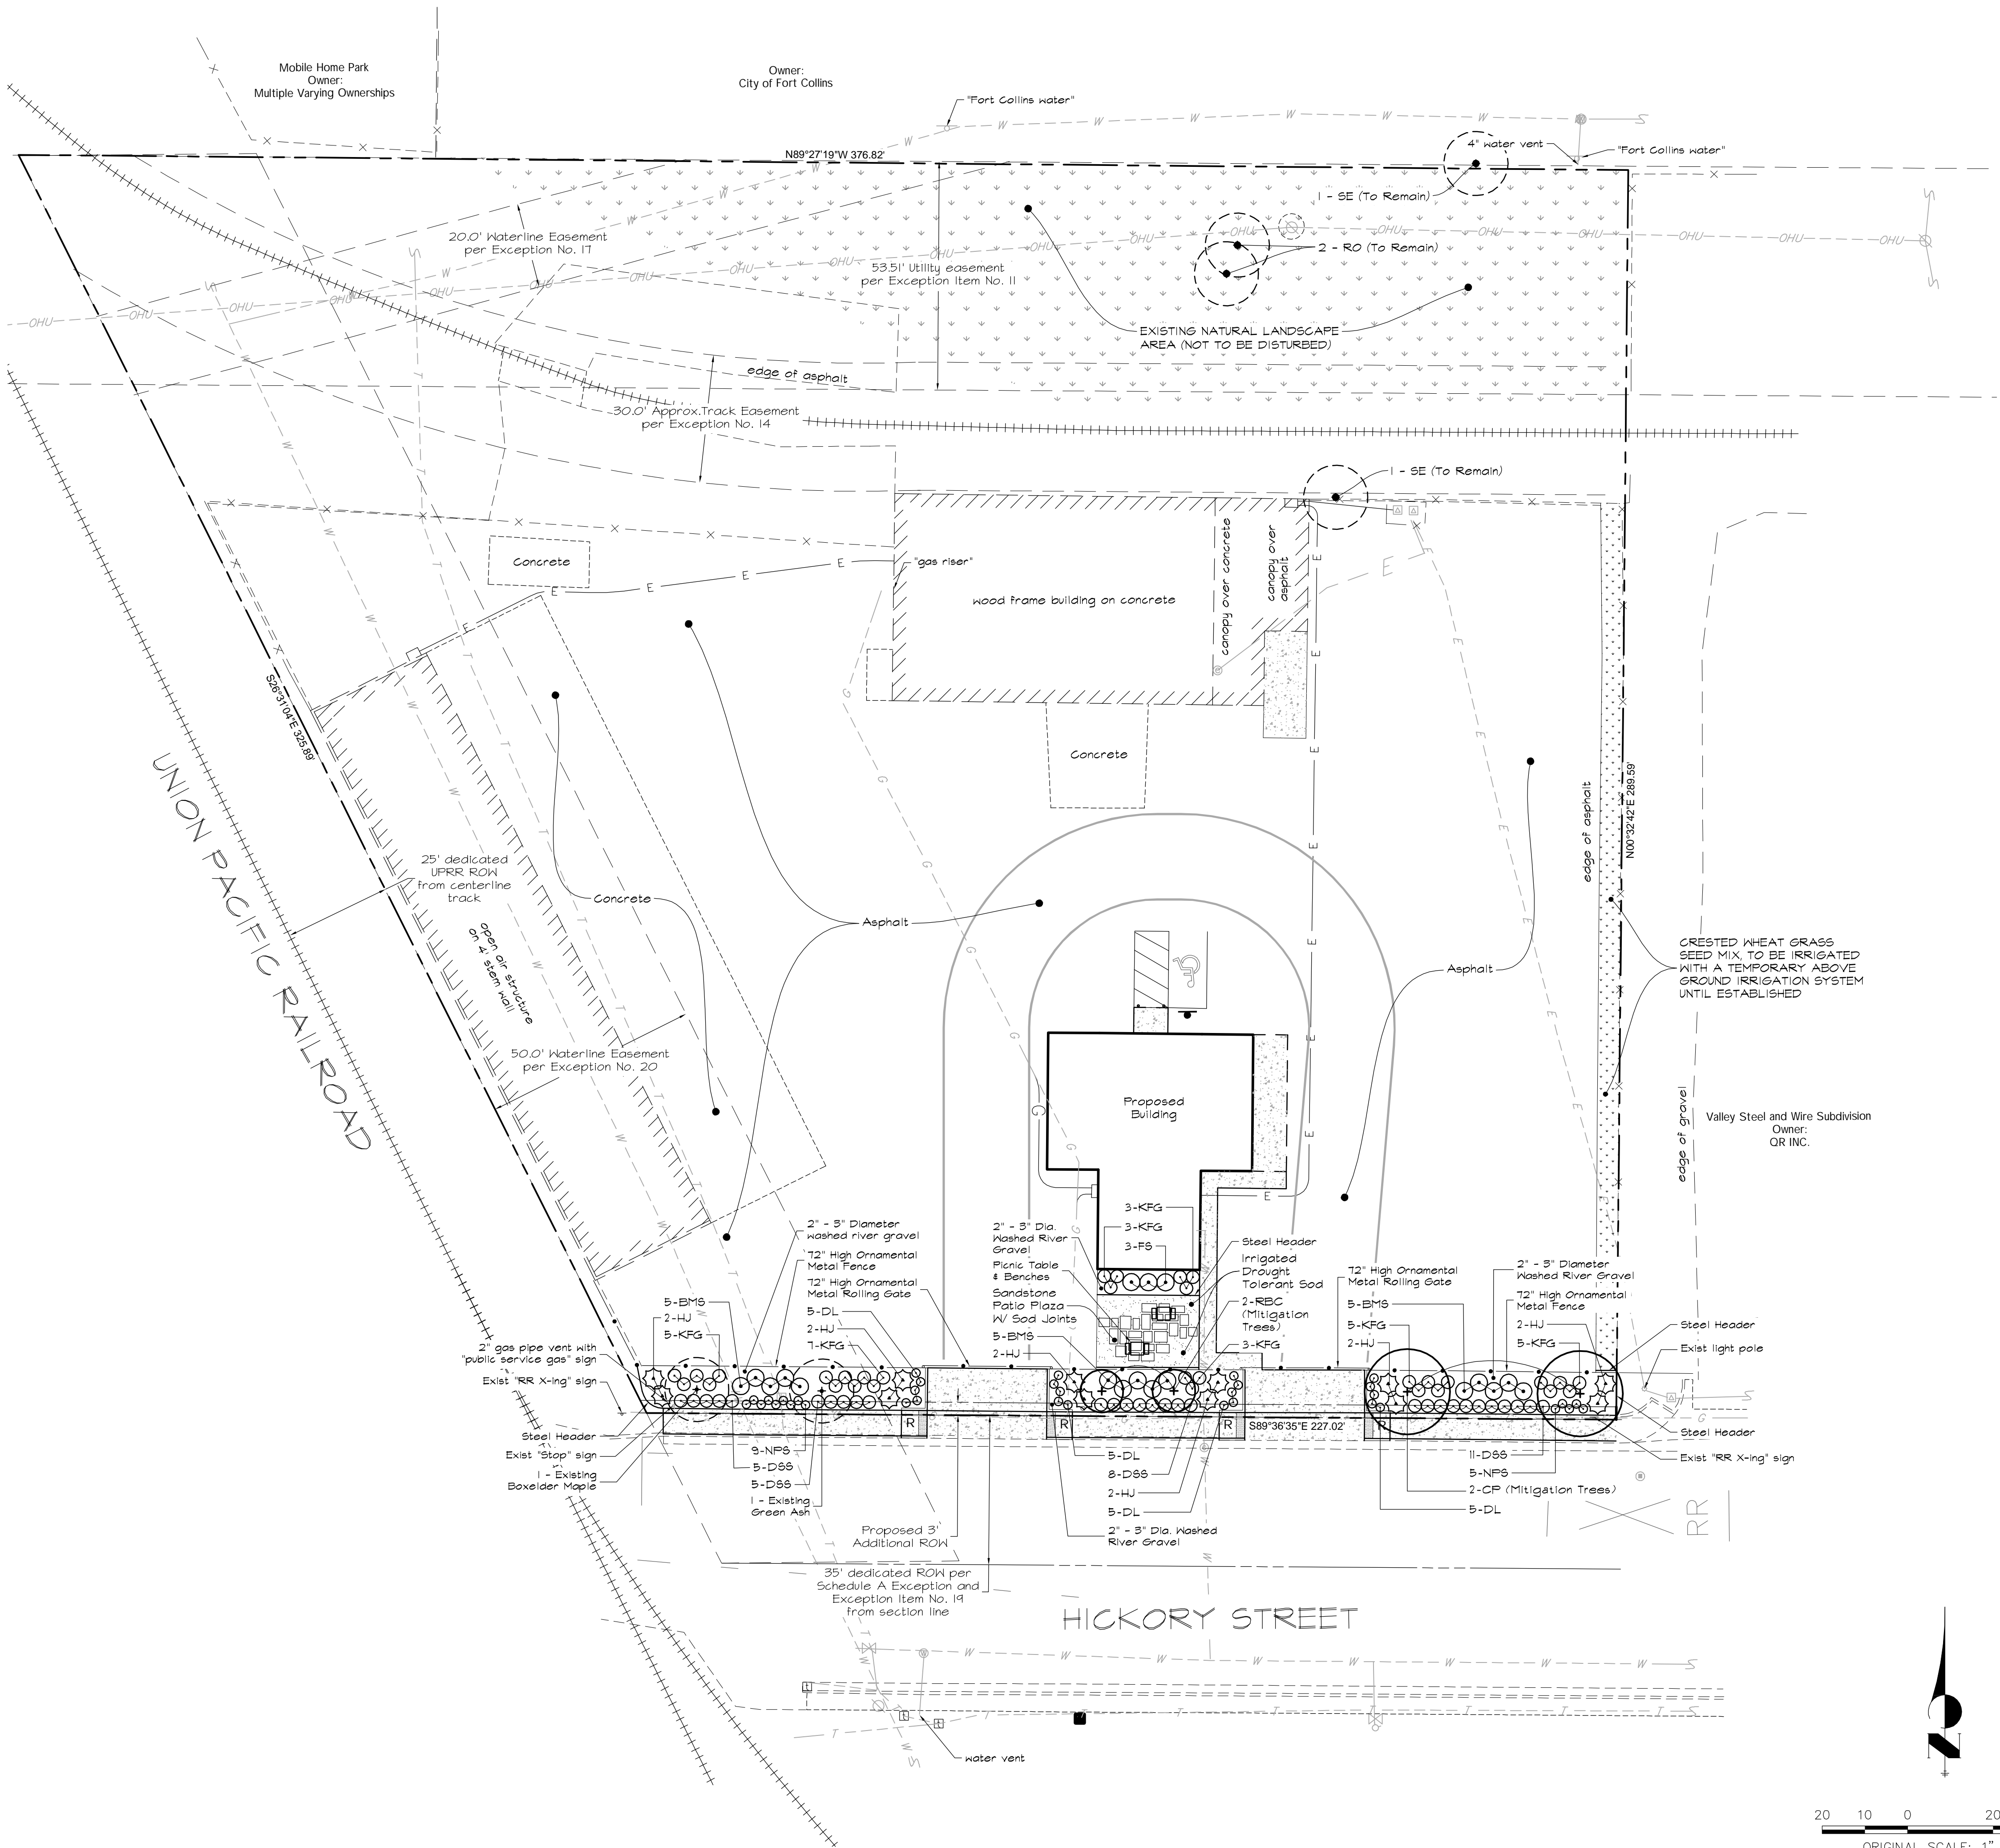 Mobile Home Park
Owner:
Multiple Varying Ownerships
Owner:
City of Fort Collins
"Fort Collins water"
4" water vent
"Fort Collins water"
N89°27'19"W 376.82'
1 - SE (To Remain)
2 - RO (To Remain)
20.0' Waterline Easement
per Exception No. 17
53.51' Utility easement
per Exception Item No. 11
EXISTING NATURAL LANDSCAPE
AREA (NOT TO BE DISTURBED)
edge of asphalt
30.0' Approx.Track Easement
per Exception No. 14
1 - SE (To Remain)
Concrete
"gas riser"
wood frame building on concrete
canopy over concrete
canopy over
asphalt
S26°31'04"E 325.89'
Concrete
UNION PACIFIC RAILROAD
25' dedicated
UPRR ROW
from centerline
track
open air structure
on 4' stem wall
Concrete
Asphalt
Asphalt
edge of asphalt
N00°32'42"E 289.59'
CRESTED WHEAT GRASS
SEED MIX, TO BE IRRIGATED
WITH A TEMPORARY ABOVE
GROUND IRRIGATION SYSTEM
UNTIL ESTABLISHED
50.0' Waterline Easement
per Exception No. 20
Proposed
Building
edge of gravel
Valley Steel and Wire Subdivision
Owner:
QR INC.
2" - 3" Diameter
washed river gravel
72" High Ornamental
Metal Fence
72" High Ornamental
Metal Rolling Gate
5-BMS
2-HJ
5-KFG
5-DL
2-HJ
7-KFG
2" gas pipe vent with
"public service gas" sign
Exist "RR X-ing" sign
2" - 3" Dia.
Washed River
Gravel
Picnic Table
& Benches
Sandstone
Patio Plaza
W/ Sod Joints
5-BMS
2-HJ
3-KFG
3-KFG
3-FS
Steel Header
Irrigated
Drought
Tolerant Sod
2-RBC
(Mitigation
Trees)
3-KFG
72" High Ornamental
Metal Rolling Gate
5-BMS
5-KFG
2-HJ
2" - 3" Diameter
Washed River Gravel
72" High Ornamental
Metal Fence
2-HJ
5-KFG
Steel Header
Exist light pole
Steel Header
Exist "Stop" sign
1 - Existing
Boxelder Maple
9-NPS
5-DSS
5-DSS
1 - Existing
Green Ash
R
R
R
S89°36'35"E 227.02'
R
5-DL
8-DSS
2-HJ
5-DL
2" - 3" Dia. Washed
River Gravel
11-DSS
5-NPS
2-CP (Mitigation Trees)
5-DL
Steel Header
Exist "RR X-ing" sign
RR
Proposed 3'
Additional ROW
35' dedicated ROW per
Schedule A Exception and
Exception Item No. 19
from section line
HICKORY STREET
water vent
N
20 10 0 20